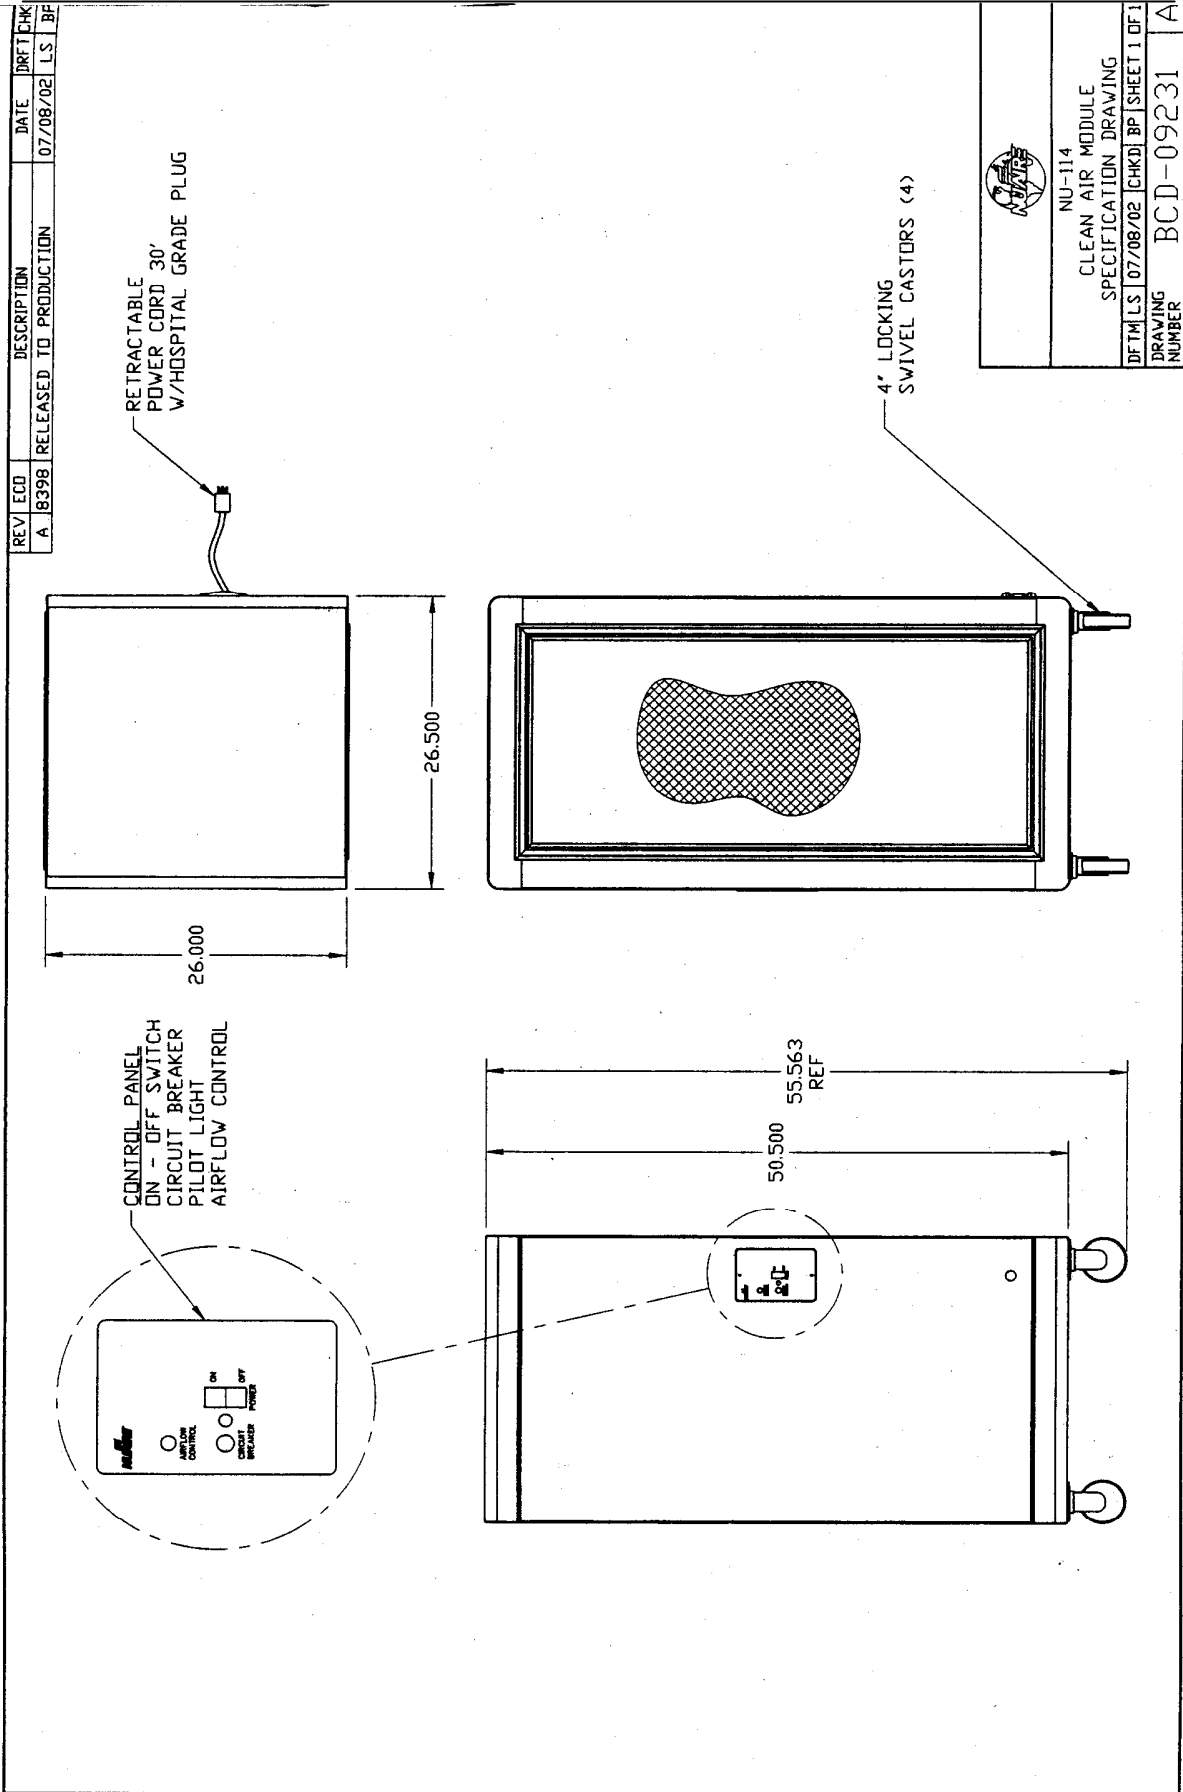 REV ECO DESCRIPTION DATE DRFT CHK
A 8398 RELEASED TO PRODUCTION 07/08/02 LS BP
RETRACTABLE
POWER CORD 30'
W/HOSPITAL GRADE PLUG
26.000
26.500
CONTROL PANEL
ON - OFF SWITCH
CIRCUIT BREAKER
PILOT LIGHT
AIRFLOW CONTROL
NUAIRE
AIRFLOW
CONTROL
CIRCUIT
BREAKER
ON
OFF
POWER
50.500
55.563
REF
4" LOCKING
SWIVEL CASTORS (4)
NUAIRE
NU-114
CLEAN AIR MODULE
SPECIFICATION DRAWING
DFTM LS 07/08/02 CHKD BP SHEET 1 OF 1
DRAWING
NUMBER
BCD-09231 A